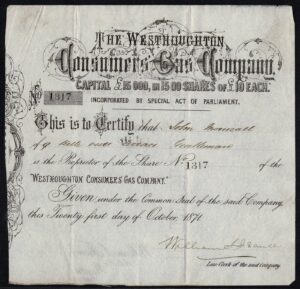 THE WESTHOUGHTON
Consumers Gas Company
CAPITAL £15 000, IN 1500 SHARES OF £10 EACH.
No 1317
INCORPORATED BY SPECIAL ACT OF PARLIAMENT.
This is to Certify that John
of Gentleman
is the Proprietor of the Share No 1317 of the
"WESTHOUGHTON CONSUMERS GAS COMPANY."
Given under the Common Seal of the said Company,
this Twenty first day of October 1871
William
Law Clerk of the said Company.